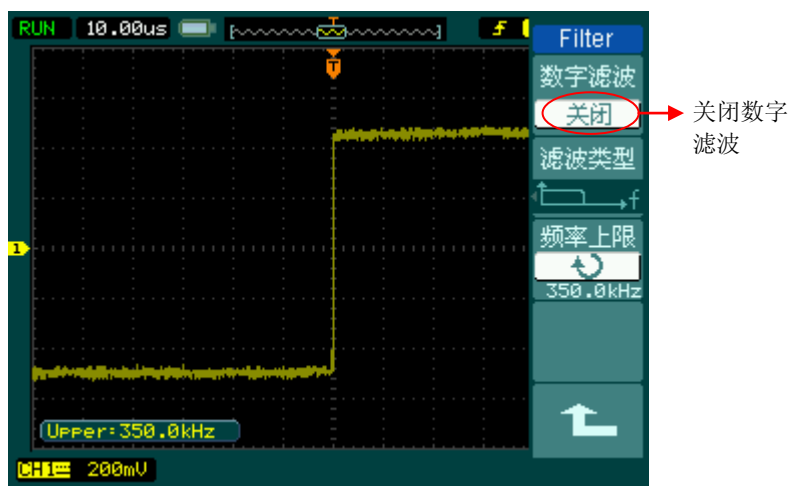 RUN 10.00us
T
Filter
数字滤波
关闭
关闭数字
滤波
滤波类型
f
频率上限
350.0kHz
1
Upper:350.0kHz
CH1 200mV